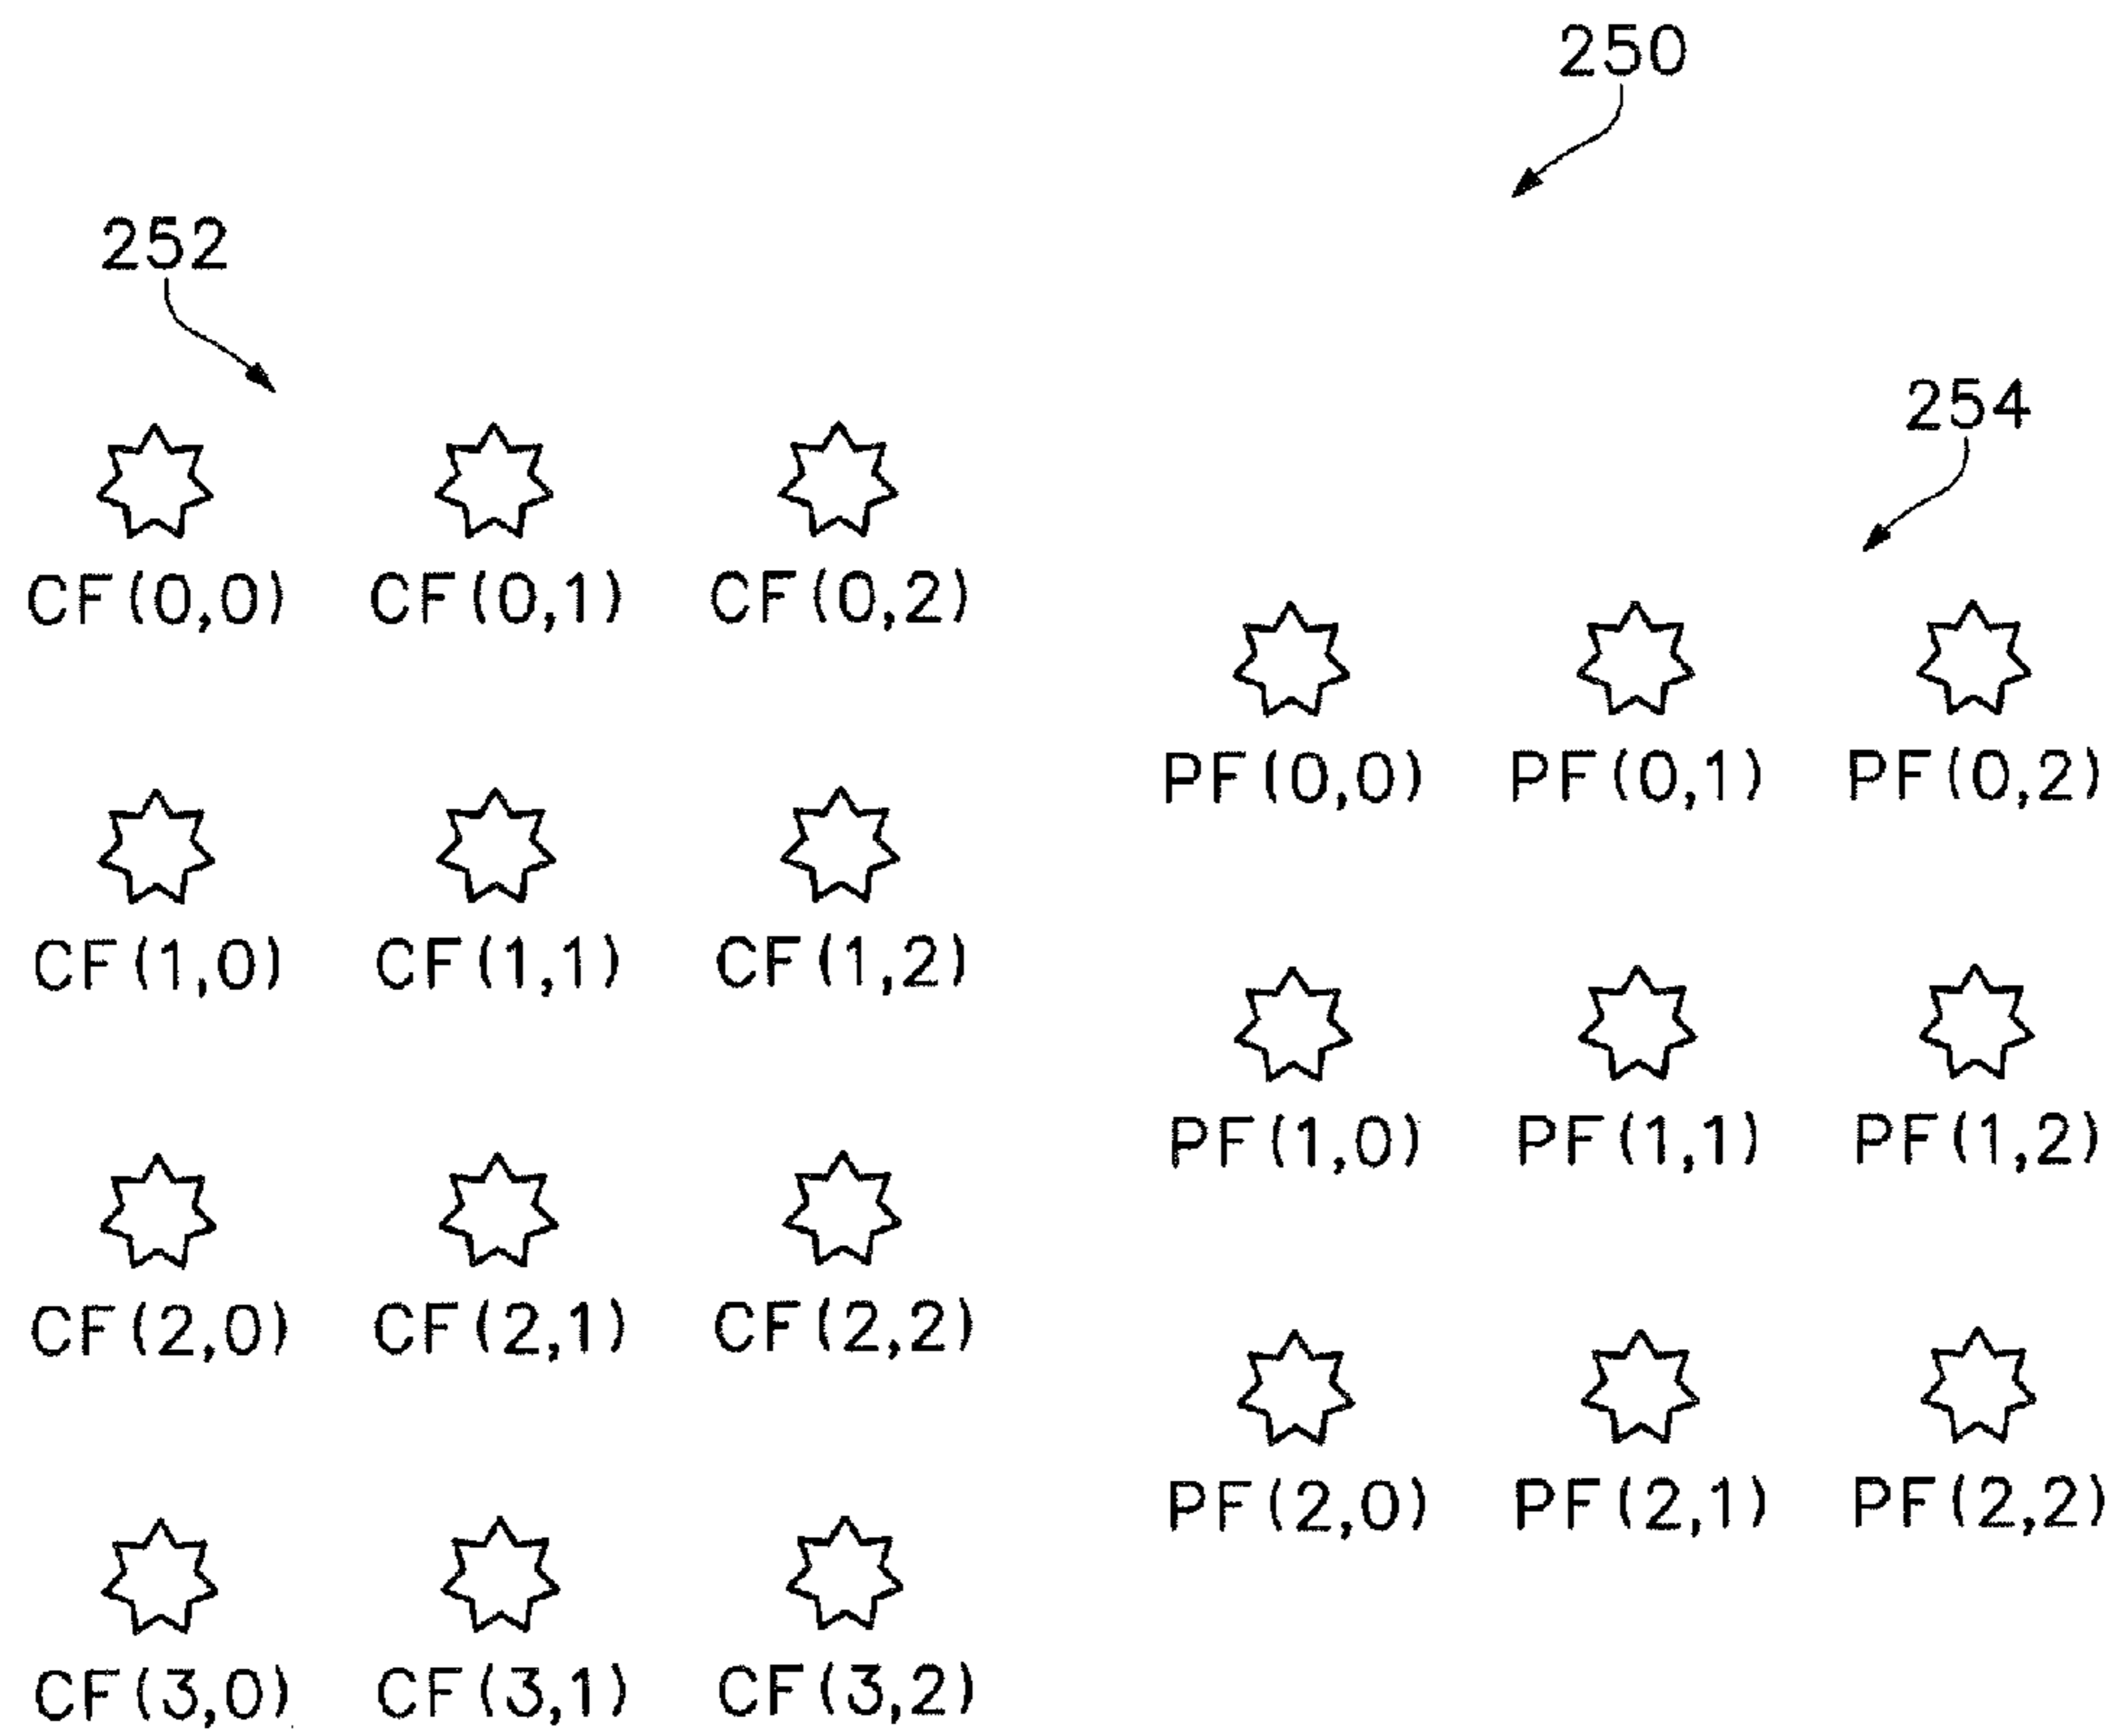 250
252
254
CF(0,0) CF(0,1) CF(0,2)
PF(0,0) PF(0,1) PF(0,2)
CF(1,0) CF(1,1) CF(1,2)
PF(1,0) PF(1,1) PF(1,2)
CF(2,0) CF(2,1) CF(2,2)
PF(2,0) PF(2,1) PF(2,2)
CF(3,0) CF(3,1) CF(3,2)